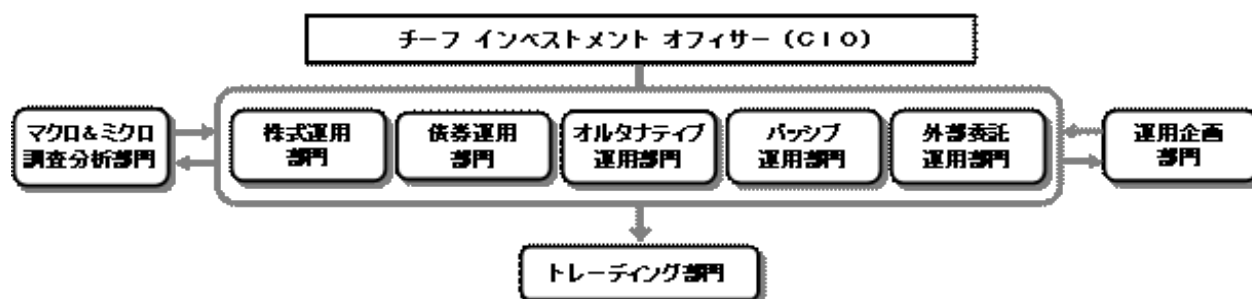 チーフ インベストメント オフィサー（CIO）
マクロ＆ミクロ
調査分析部門
株式運用
部門
債券運用
部門
オルタナティブ
運用部門
パッシブ
運用部門
外部委託
運用部門
運用企画
部門
トレーディング部門